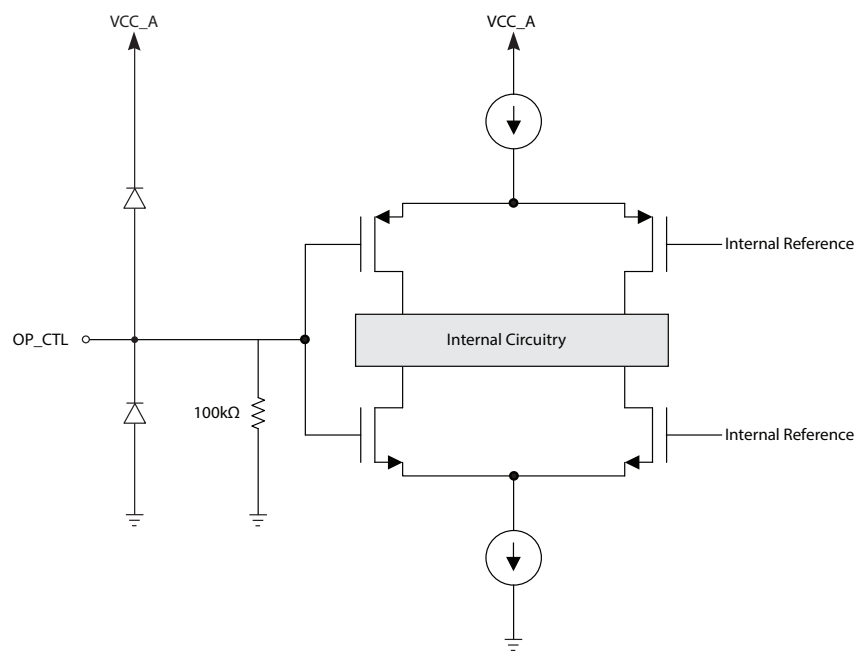 VCC_A
VCC_A
Internal Reference
OP_CTL
Internal Circuitry
100kΩ
Internal Reference